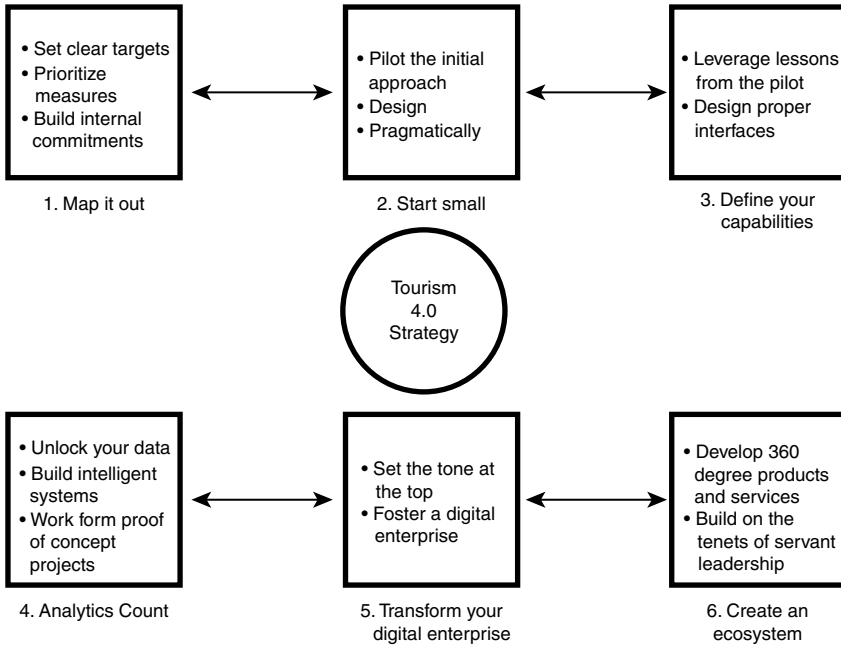 • Set clear targets
• Prioritize
measures
• Build internal
commitments
1. Map it out
• Pilot the initial
approach
• Design
• Pragmatically
2. Start small
• Leverage lessons
from the pilot
• Design proper
interfaces
3. Define your
capabilities
Tourism
4.0
Strategy
• Unlock your data
• Build intelligent
systems
• Work form proof
of concept
projects
4. Analytics Count
• Set the tone at
the top
• Foster a digital
enterprise
5. Transform your
digital enterprise
• Develop 360
degree products
and services
• Build on the
tenets of servant
leadership
6. Create an
ecosystem